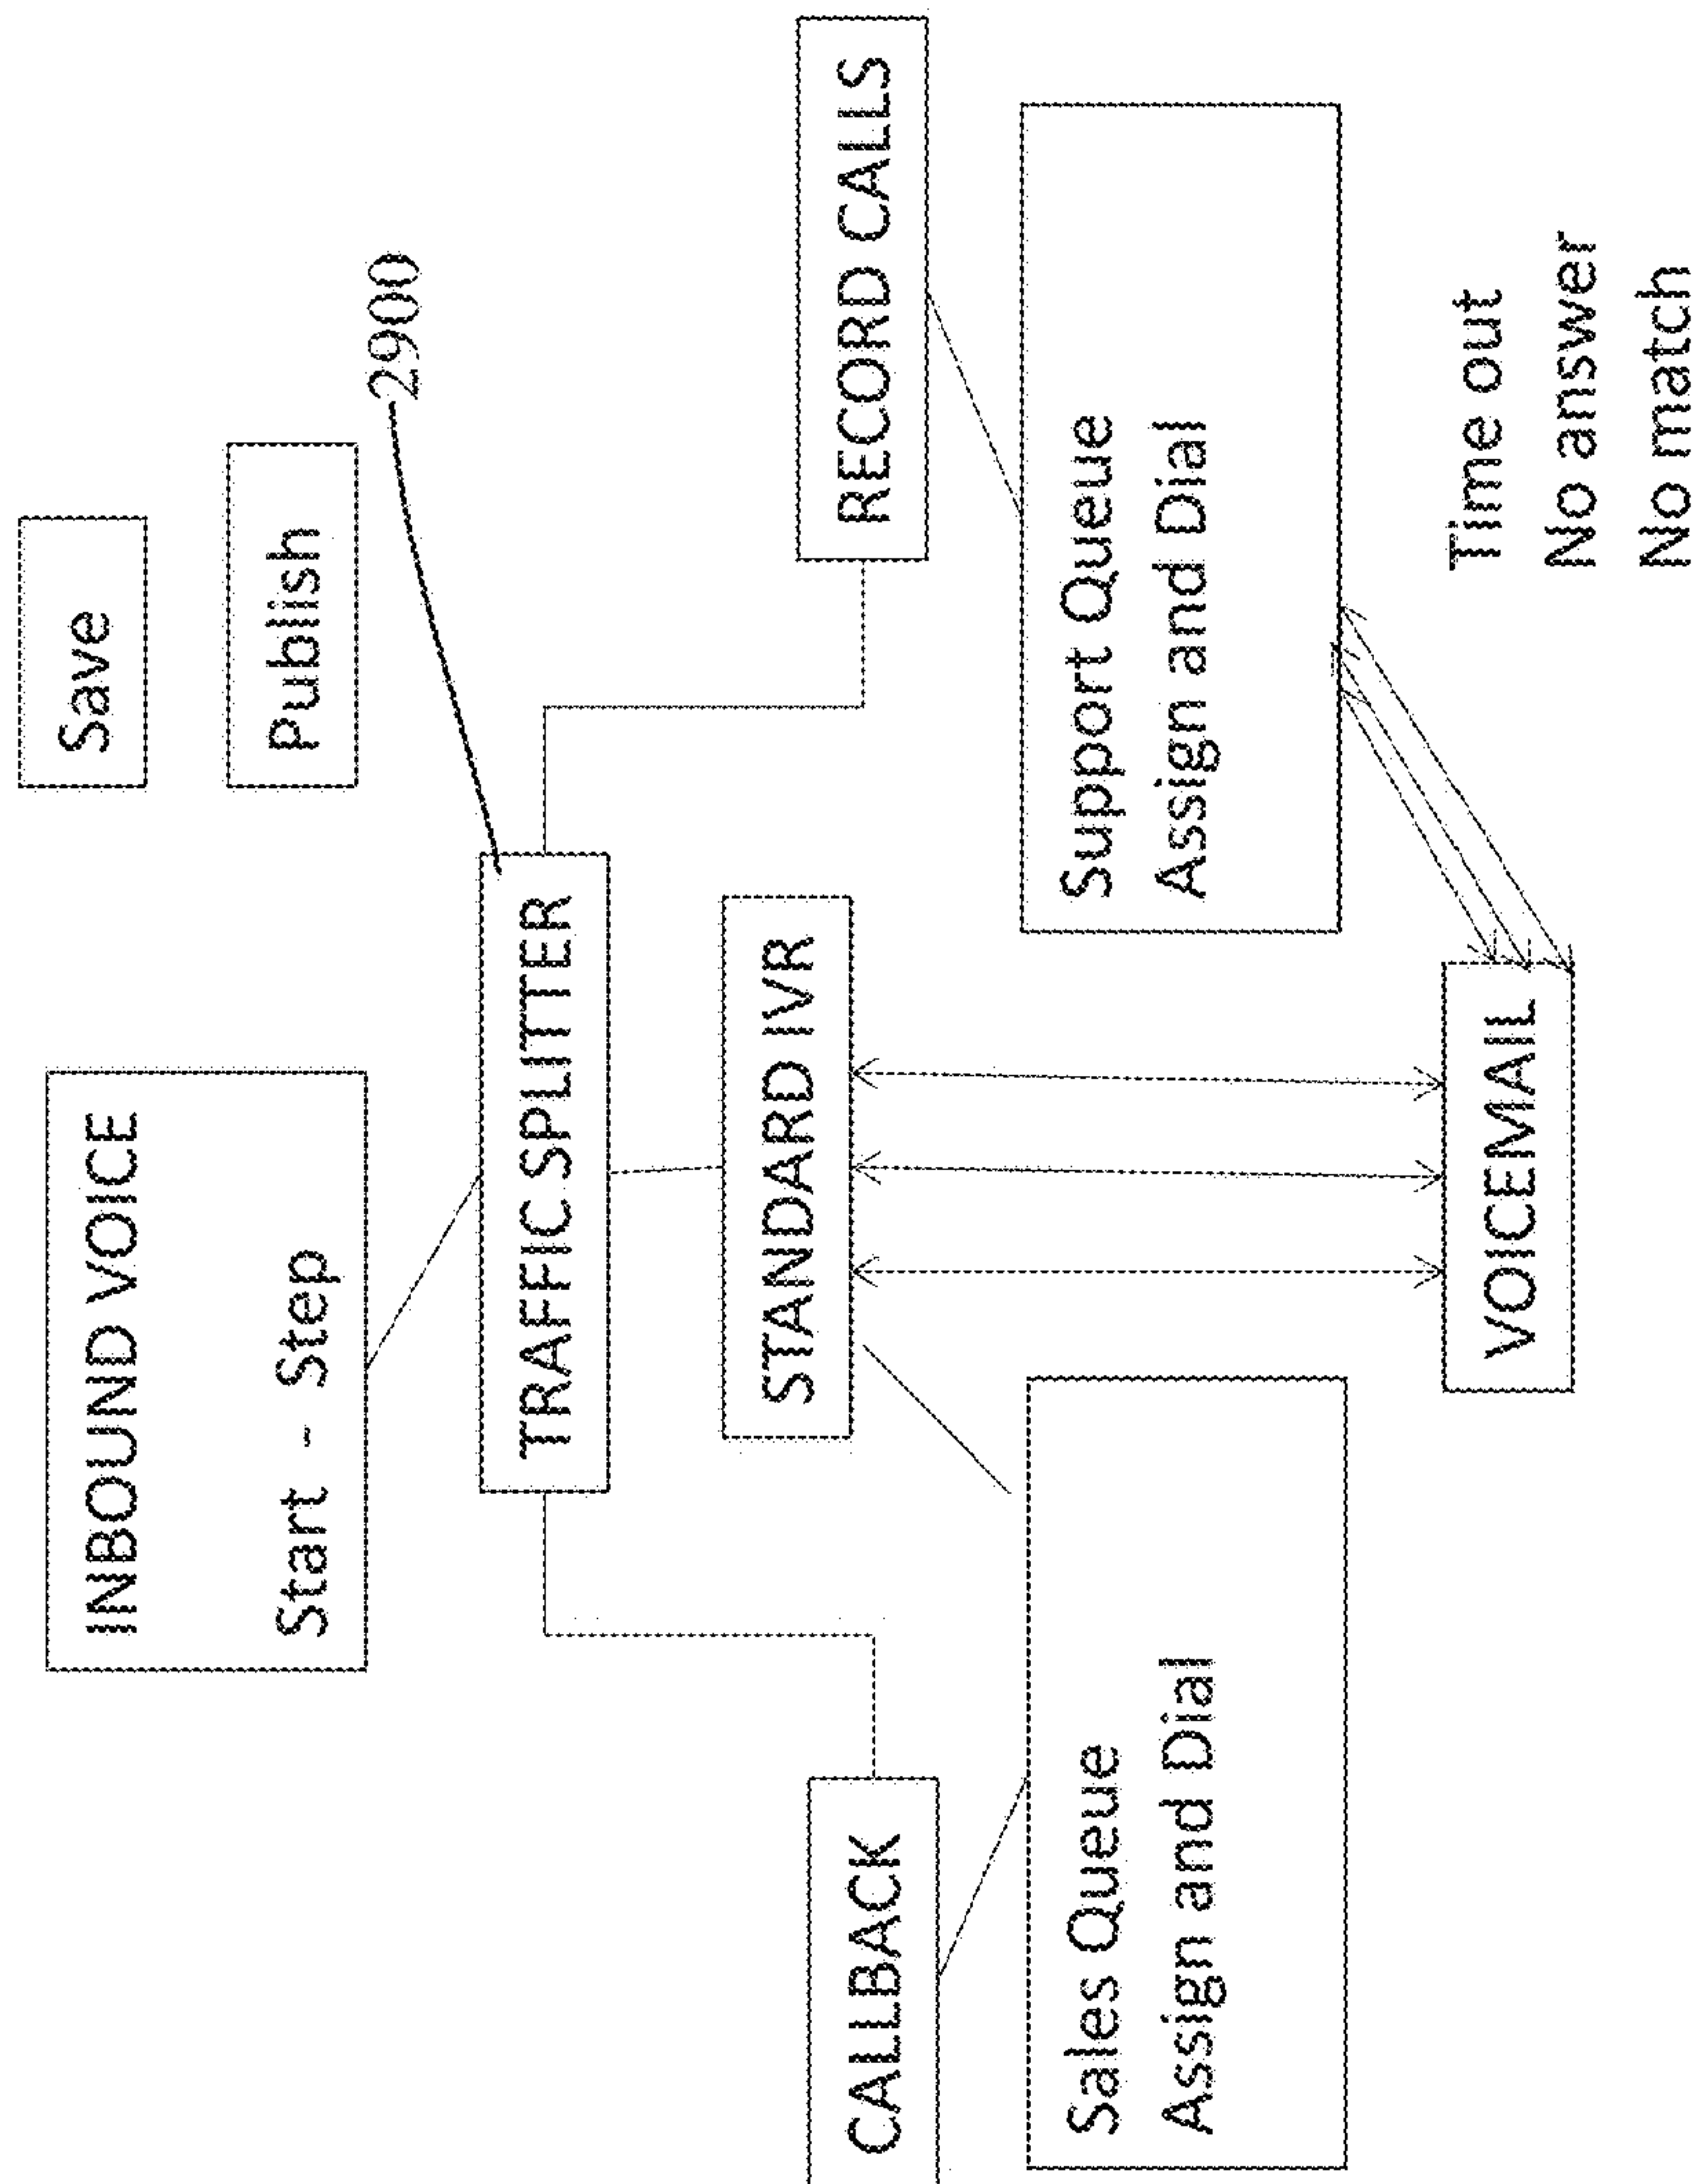 Save
INBOUND VOICE
Start - Step
Publish
2900
TRAFFIC SPLITTER
STANDARD IVR
CALLBACK
RECORD CALLS
Sales Queue
Assign and Dial
Support Queue
Assign and Dial
VOICEMAIL
Time out
No answer
No match